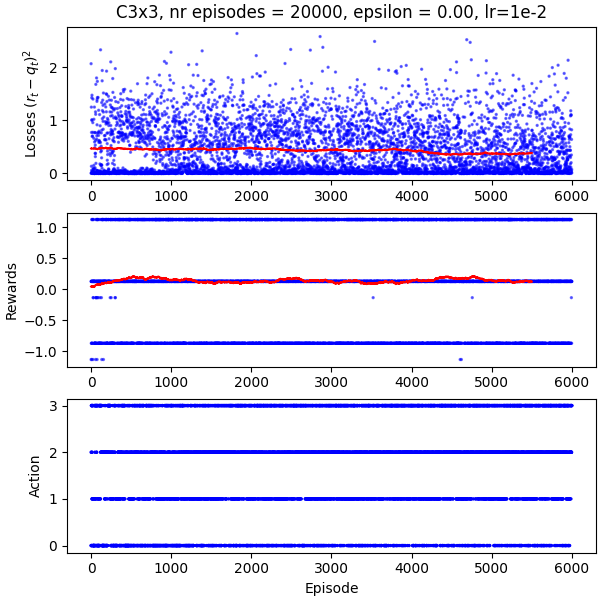 C3x3, nr episodes = 20000, epsilon = 0.00, lr=1e-2
Losses (r_t − q_t)^2
2
1
0
0 1000 2000 3000 4000 5000 6000
Rewards
1.0
0.5
0.0
−0.5
−1.0
0 1000 2000 3000 4000 5000 6000
Action
3
2
1
0
0 1000 2000 3000 4000 5000 6000
Episode